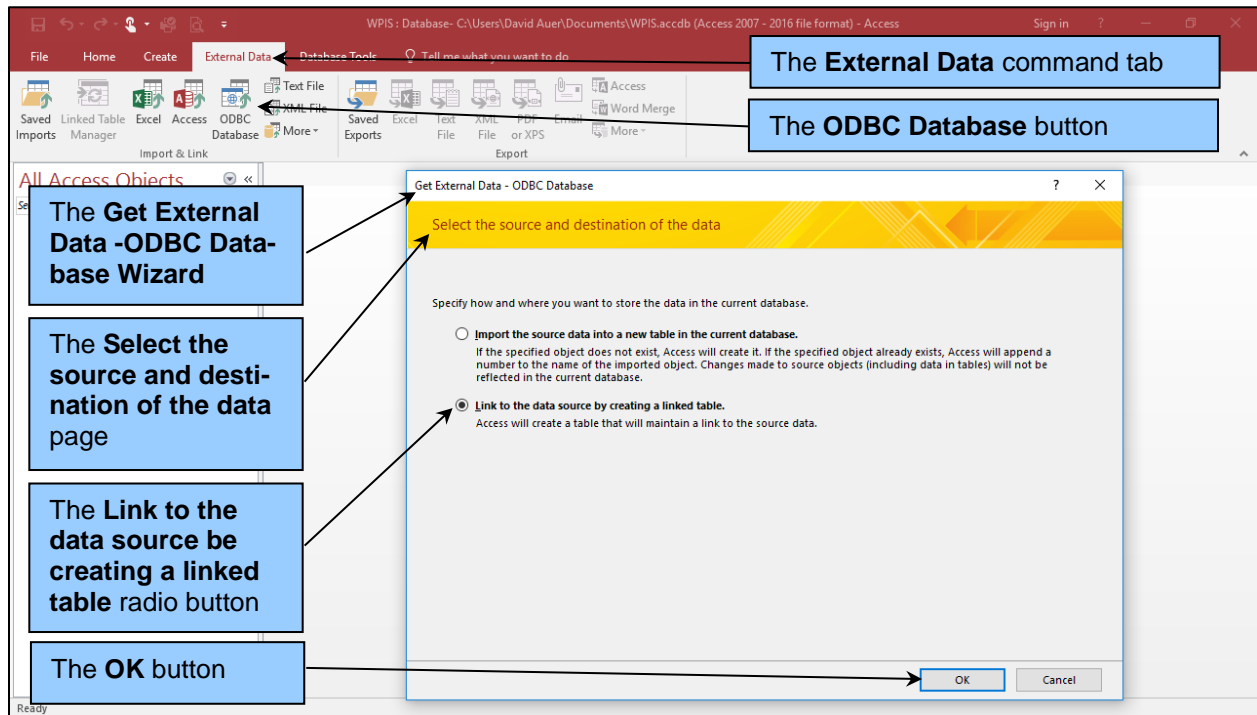 WPIS : Database- C:\Users\David Auer\Documents\WPIS.accdb (Access 2007 - 2016 file format) - Access
Sign in
?
File
Home
Create
External Data
Database Tools
Tell me what you want to do
The External Data command tab
Saved Imports
Linked Table Manager
Excel
Access
ODBC Database
Text File
XML File
More
Import & Link
Saved Exports
Excel
Text File
XML File
PDF or XPS
Email
Access
Word Merge
More
Export
The ODBC Database button
All Access Objects
Get External Data - ODBC Database
?
The Get External
Data -ODBC Data-
base Wizard
Select the source and destination of the data
Specify how and where you want to store the data in the current database.
Import the source data into a new table in the current database.
If the specified object does not exist, Access will create it. If the specified object already exists, Access will append a
number to the name of the imported object. Changes made to source objects (including data in tables) will not be
reflected in the current database.
The Select the
source and desti-
nation of the data
page
Link to the data source by creating a linked table.
Access will create a table that will maintain a link to the source data.
The Link to the
data source be
creating a linked
table radio button
The OK button
OK
Cancel
Ready